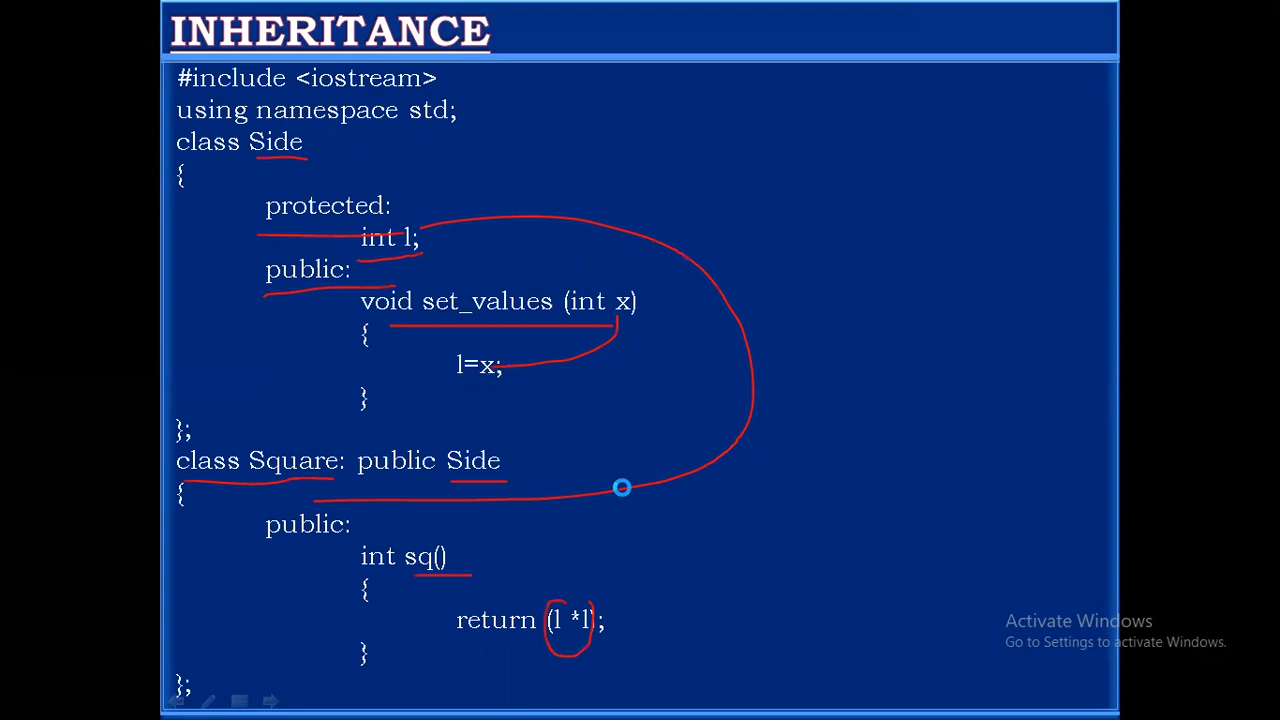 INHERITANCE
#include <iostream>
using namespace std;
class Side
{
protected:
int l;
public:
void set_values (int x)
{
l=x;
}
};
class Square: public Side
{
public:
int sq()
{
return (l *l);
}
};
Activate Windows
Go to Settings to activate Windows.